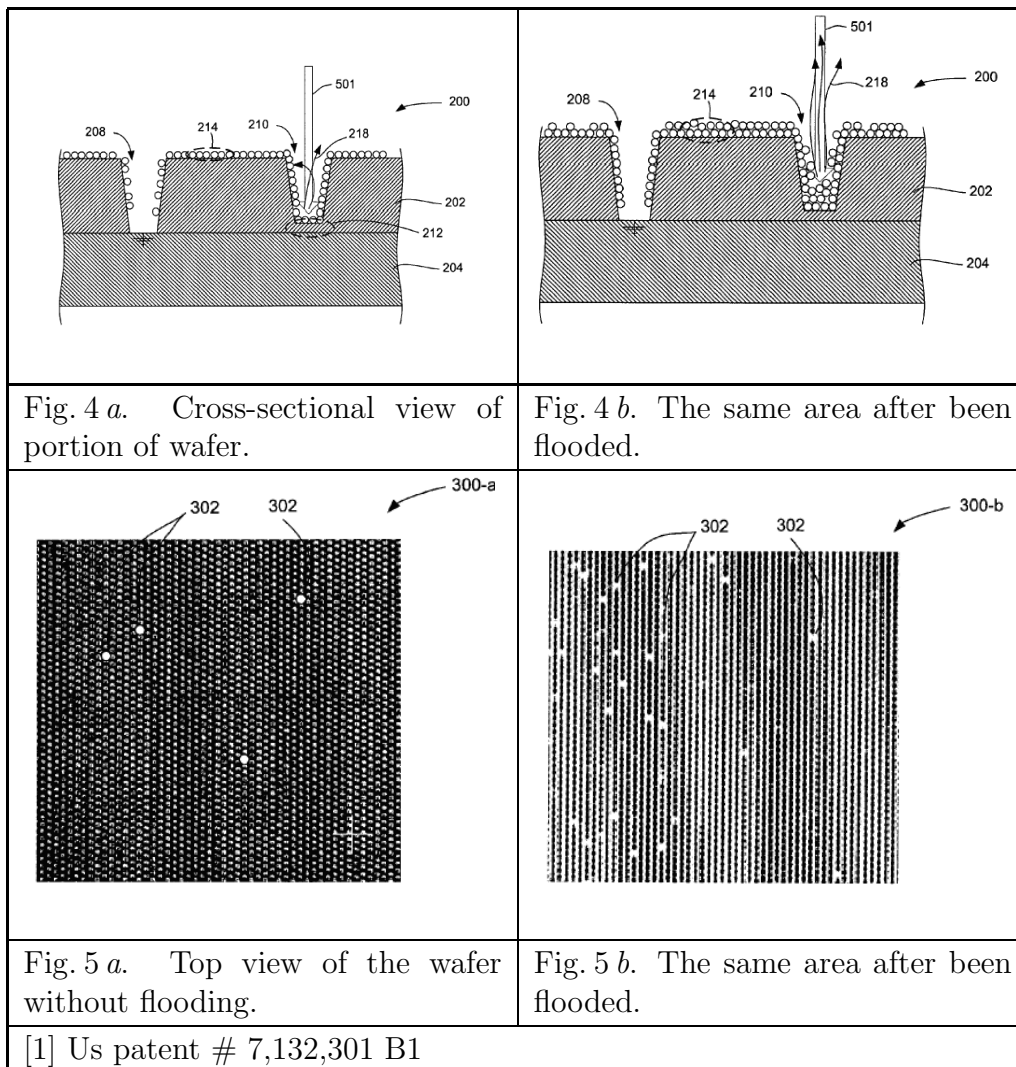 501
200
208
214
210
218
202
212
204
501
200
208
214
210
218
202
204
Fig. 4 a. Cross-sectional view of
portion of wafer.
Fig. 4 b. The same area after been
flooded.
302
302
300-a
302
302
300-b
Fig. 5 a. Top view of the wafer
without flooding.
Fig. 5 b. The same area after been
flooded.
[1] Us patent # 7,132,301 B1